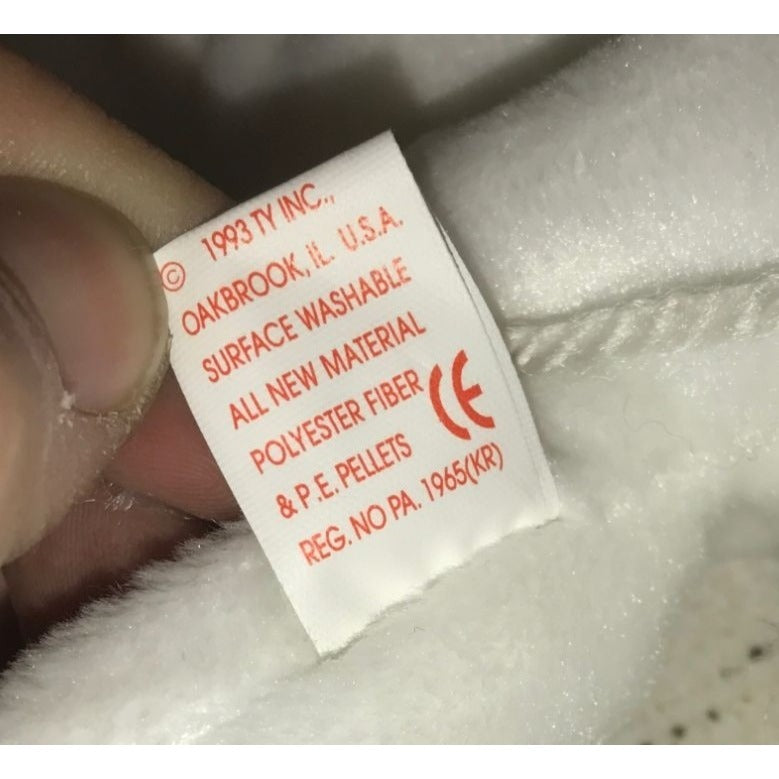 © 1993 TY INC.,
OAKBROOK, IL. U.S.A.
SURFACE WASHABLE
ALL NEW MATERIAL
POLYESTER FIBER
& P.E. PELLETS CE
REG. NO PA. 1965(KR)